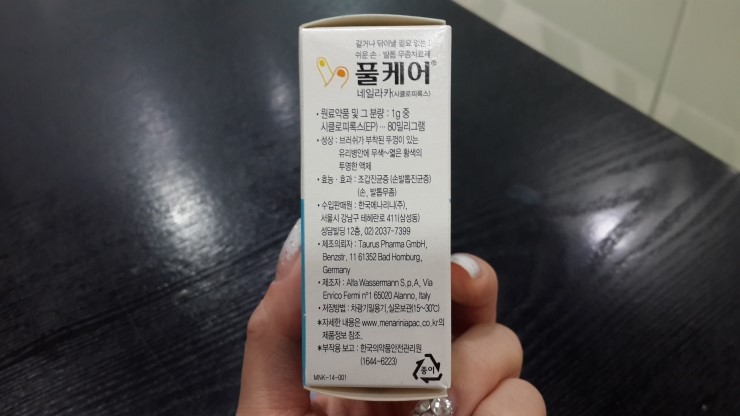 갈거나 닦아낼 필요 없는!
쉬운 손·발톱 무좀치료제
풀케어®
네일라카(시클로피록스)
• 원료약품 및 그 분량 : 1g 중
시클로피록스(EP) ··· 80밀리그램
• 성상 : 브러쉬가 부착된 뚜껑이 있는
유리병안에 무색~엷은 황색의
투명한 액체
• 효능·효과 : 조갑진균증 (손발톱진균증)
(손, 발톱무좀)
• 수입판매원 : 한국메나리니(주),
서울시 강남구 테헤란로 411(삼성동)
성담빌딩 12층, 02) 2037-7399
• 제조의뢰자 : Taurus Pharma GmbH,
Benzstr. 11 61352 Bad Homburg,
Germany
• 제조자 : Alfa Wassermann S.p.A, Via
Enrico Fermi n°1 65020 Alanno, Italy
• 저장방법 : 차광기밀용기, 실온보관(15~30℃)
*자세한 내용은 www.menariniapac.co.kr의
제품정보 참조.
*부작용 보고 : 한국의약품안전관리원
(1644-6223)
종이
MNK-14-001